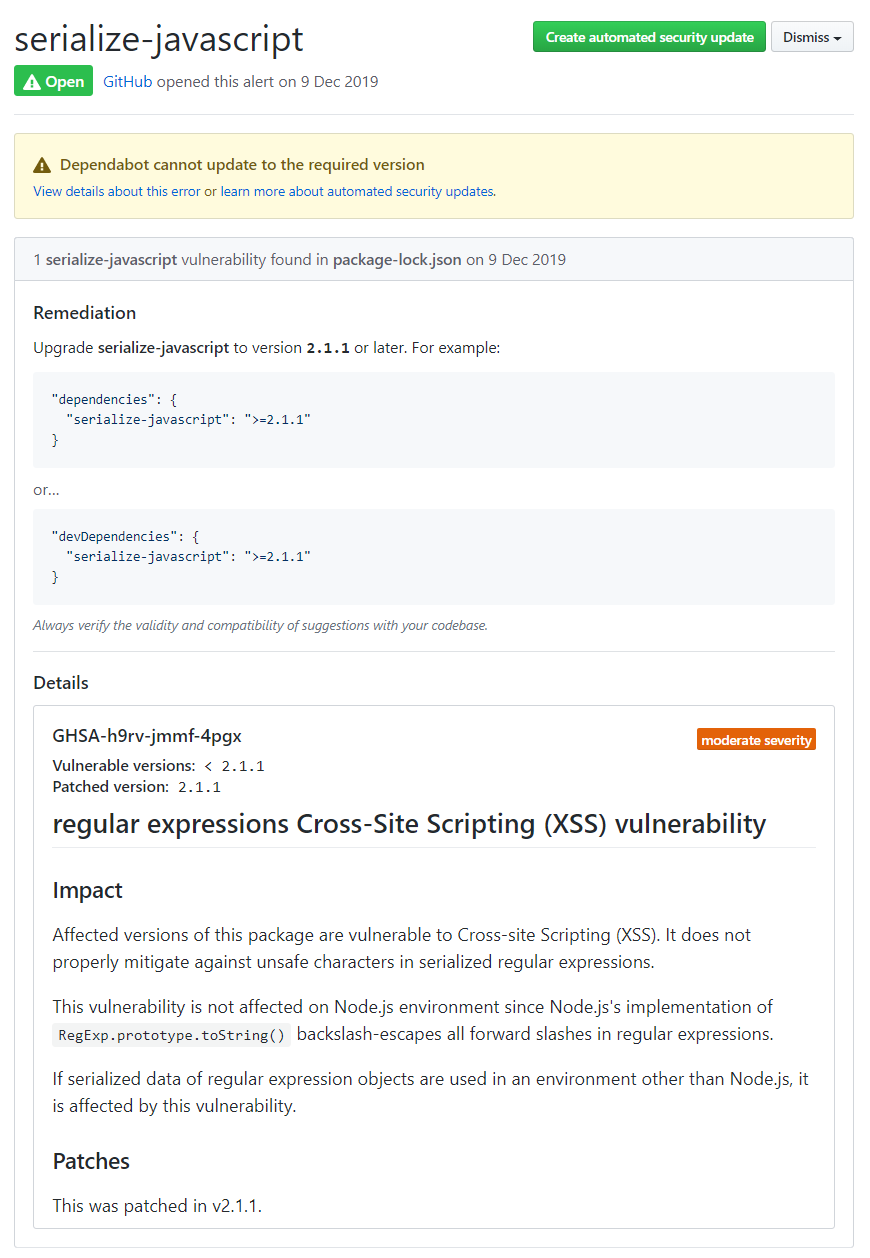 serialize-javascript
Create automated security update
Dismiss
Open
GitHub opened this alert on 9 Dec 2019
Dependabot cannot update to the required version
View details about this error or learn more about automated security updates.
1 serialize-javascript vulnerability found in package-lock.json on 9 Dec 2019
Remediation
Upgrade serialize-javascript to version 2.1.1 or later. For example:
"dependencies": {
  "serialize-javascript": ">=2.1.1"
}
or...
"devDependencies": {
  "serialize-javascript": ">=2.1.1"
}
Always verify the validity and compatibility of suggestions with your codebase.
Details
GHSA-h9rv-jmmf-4pgx
moderate severity
Vulnerable versions: < 2.1.1
Patched version: 2.1.1
regular expressions Cross-Site Scripting (XSS) vulnerability
Impact
Affected versions of this package are vulnerable to Cross-site Scripting (XSS). It does not
properly mitigate against unsafe characters in serialized regular expressions.
This vulnerability is not affected on Node.js environment since Node.js's implementation of
RegExp.prototype.toString() backslash-escapes all forward slashes in regular expressions.
If serialized data of regular expression objects are used in an environment other than Node.js, it
is affected by this vulnerability.
Patches
This was patched in v2.1.1.